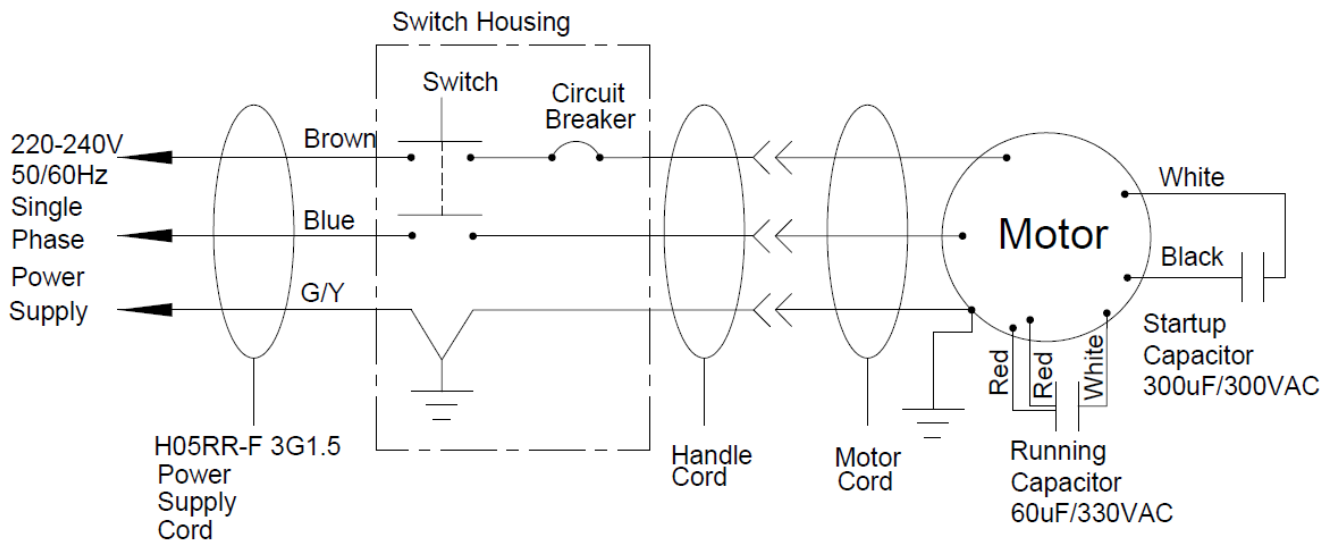 Switch Housing
Switch
Circuit
Breaker
220-240V
50/60Hz
Single
Phase
Power
Supply
Brown
Blue
G/Y
H05RR-F 3G1.5
Power
Supply
Cord
Handle
Cord
Motor
Cord
Motor
White
Black
Startup
Capacitor
300uF/300VAC
Red
Red
White
Running
Capacitor
60uF/330VAC